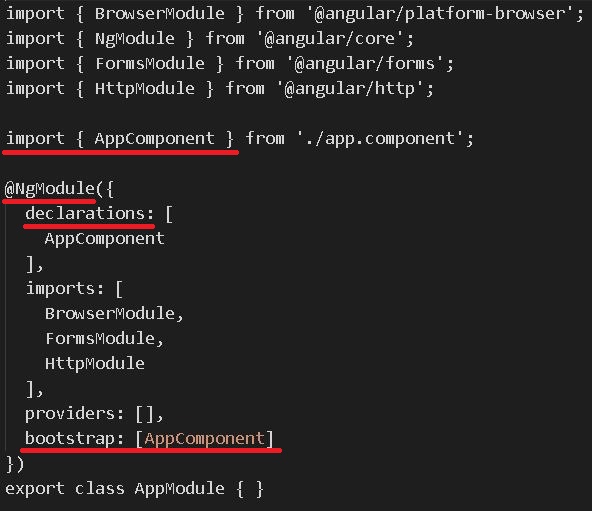 import { BrowserModule } from '@angular/platform-browser';
import { NgModule } from '@angular/core';
import { FormsModule } from '@angular/forms';
import { HttpModule } from '@angular/http';

import { AppComponent } from './app.component';

@NgModule({
  declarations: [
    AppComponent
  ],
  imports: [
    BrowserModule,
    FormsModule,
    HttpModule
  ],
  providers: [],
  bootstrap: [AppComponent]
})
export class AppModule { }